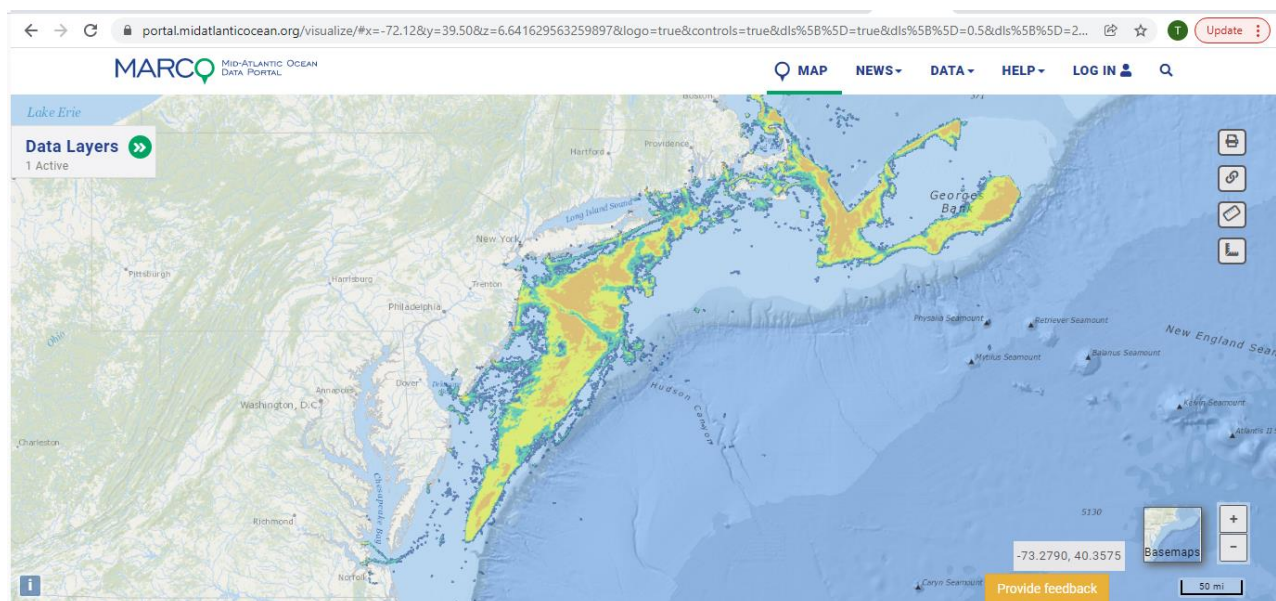 portal.midatlanticocean.org/visualize/#x=-72.12&y=39.50&z=6.641629563259897&logo=true&controls=true&dls%5B%5D=true&dls%5B%5D=0.5&dls%5B%5D=2...
T
Update
MARCO
MID-ATLANTIC OCEAN
DATA PORTAL
MAP
NEWS
DATA
HELP
LOG IN
Lake Erie
Boston
Data Layers
1 Active
Hartford
Providence
Georges
Bank
Long Island Sound
New York
Pittsburgh
Harrisburg
Trenton
Philadelphia
Physalia Seamount
Retriever Seamount
New England Sea
Ohio
Mytilus Seamount
Balanus Seamount
Annapolis
Dover
Hudson Canyon
Washington, D.C.
Kelvin Seamount
Atlantis II S
Charleston
Chesapeake Bay
Richmond
5130
Basemaps
+
-73.2790, 40.3575
−
Norfolk
i
Caryn Seamount
Provide feedback
50 mi